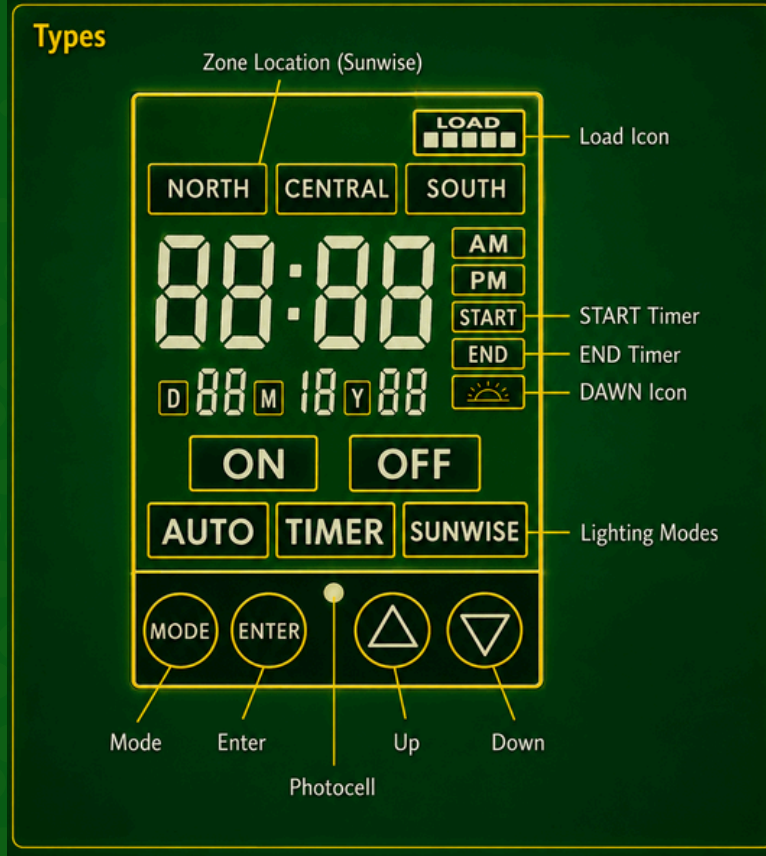 Types
Zone Location (Sunwise)
LOAD
Load Icon
NORTH CENTRAL SOUTH
88:88
AM
PM
START
START Timer
END
END Timer
DAWN Icon
D 88 M 18 Y 88
ON OFF
AUTO TIMER SUNWISE
Lighting Modes
MODE ENTER
Mode Enter Up Down
Photocell